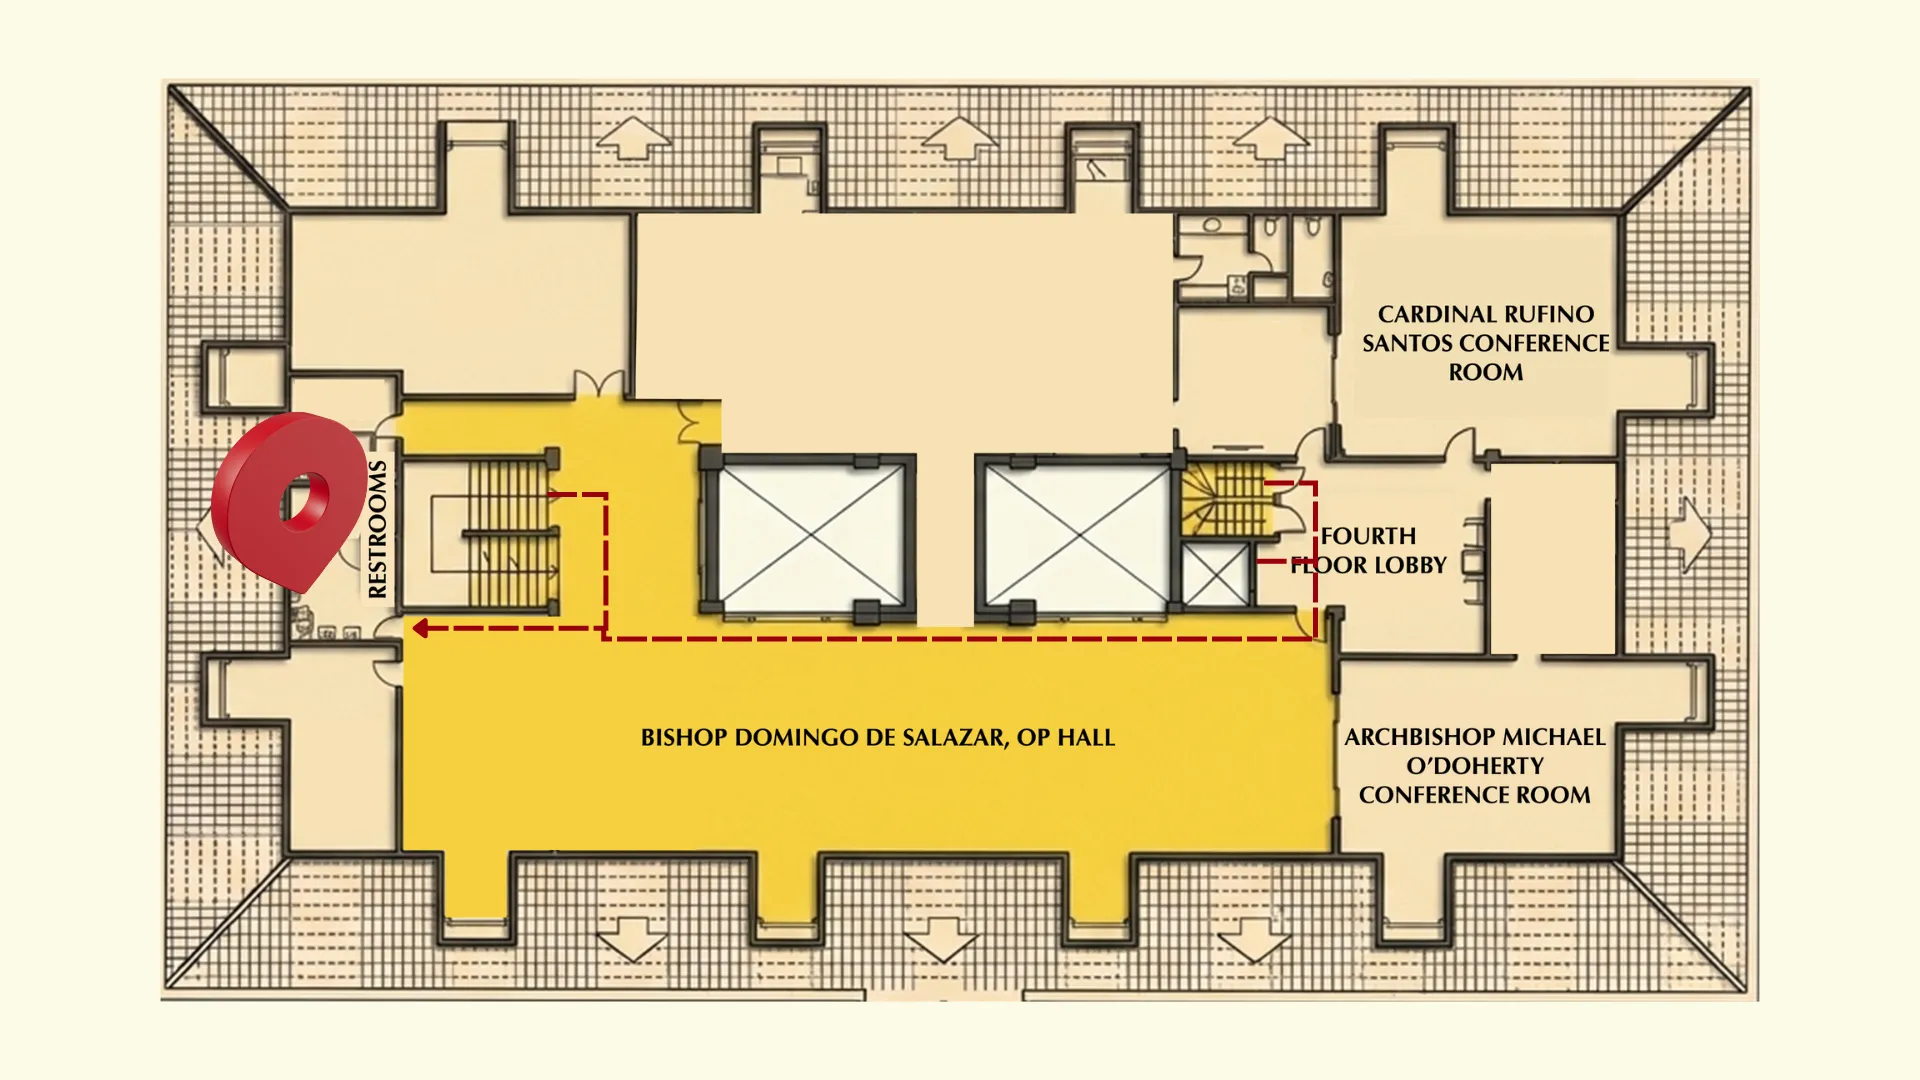 CARDINAL RUFINO
SANTOS CONFERENCE
ROOM
RESTROOMS
FOURTH
FLOOR LOBBY
BISHOP DOMINGO DE SALAZAR, OP HALL
ARCHBISHOP MICHAEL
O’DOHERTY
CONFERENCE ROOM